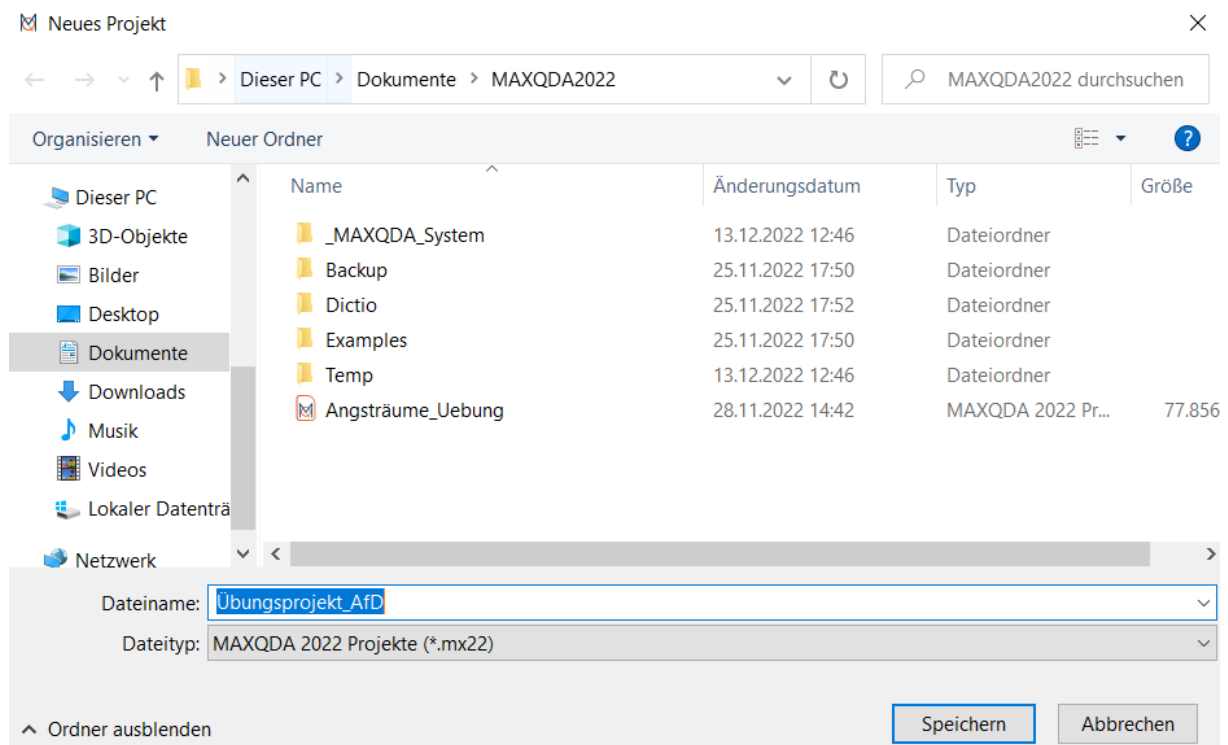 Neues Projekt
Dieser PC > Dokumente > MAXQDA2022
MAXQDA2022 durchsuchen
Organisieren Neuer Ordner
Name Änderungsdatum Typ Größe
_MAXQDA_System 13.12.2022 12:46 Dateiordner
Backup 25.11.2022 17:50 Dateiordner
Dictio 25.11.2022 17:52 Dateiordner
Examples 25.11.2022 17:50 Dateiordner
Temp 13.12.2022 12:46 Dateiordner
Angsträume_Uebung 28.11.2022 14:42 MAXQDA 2022 Pr... 77.856
Dieser PC
3D-Objekte
Bilder
Desktop
Dokumente
Downloads
Musik
Videos
Lokaler Datenträ
Netzwerk
Dateiname: Übungsprojekt_AfD
Dateityp: MAXQDA 2022 Projekte (*.mx22)
Ordner ausblenden
Speichern Abbrechen